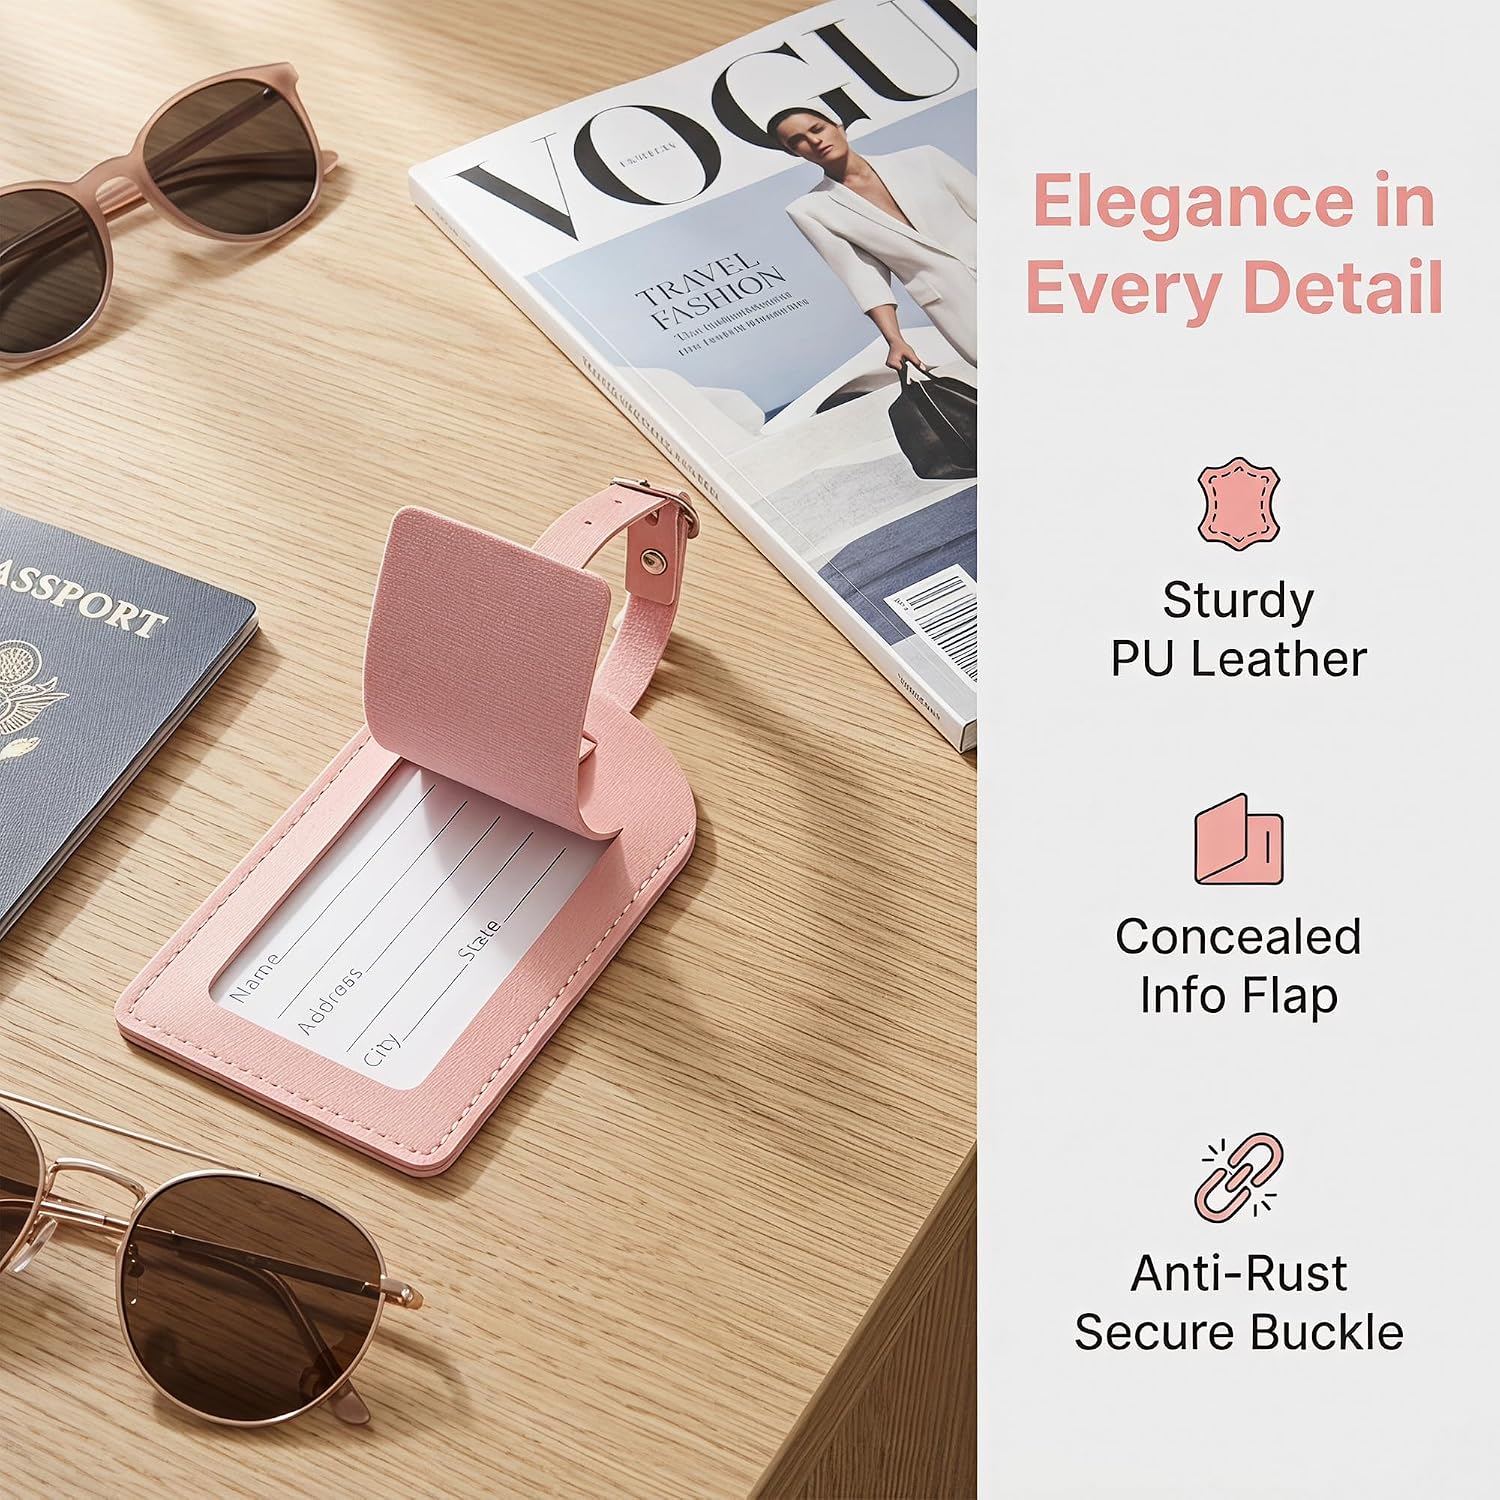 VOGU
TRAVEL
FASHION
ASSPORT
Name
Address
City
State
Elegance in
Every Detail
Sturdy
PU Leather
Concealed
Info Flap
Anti-Rust
Secure Buckle